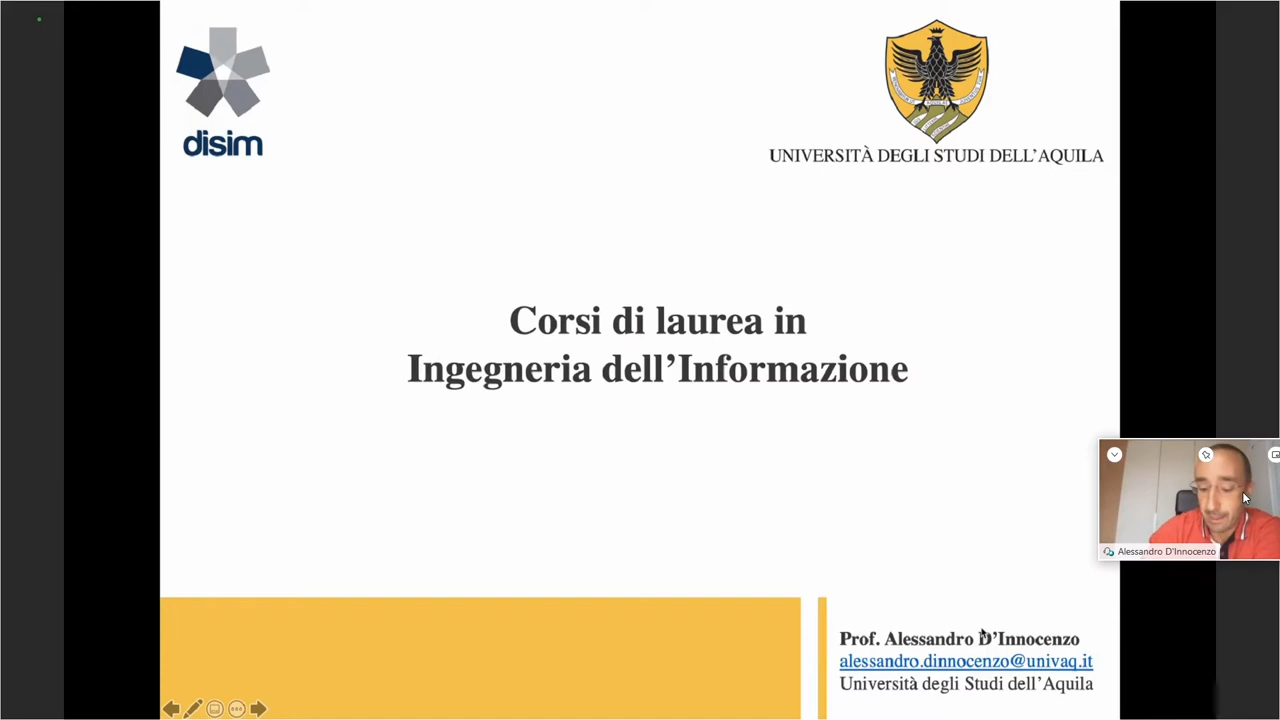 disim
UNIVERSITÀ DEGLI STUDI DELL'AQUILA
Corsi di laurea in
Ingegneria dell'Informazione
Alessandro D'Innocenzo
Prof. Alessandro D'Innocenzo
alessandro.dinnocenzo@univaq.it
Università degli Studi dell'Aquila